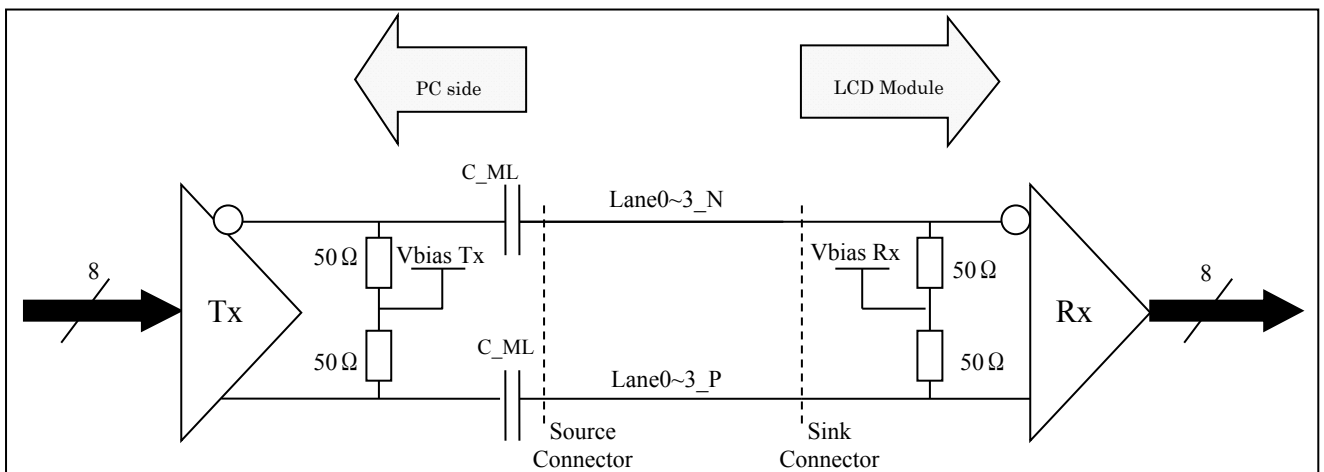 PC side
LCD Module
C_ML
Lane0~3_N
50Ω
Vbias Tx
Vbias Rx
50Ω
8
Tx
Rx
8
50Ω
C_ML
50Ω
Lane0~3_P
Source
Connector
Sink
Connector